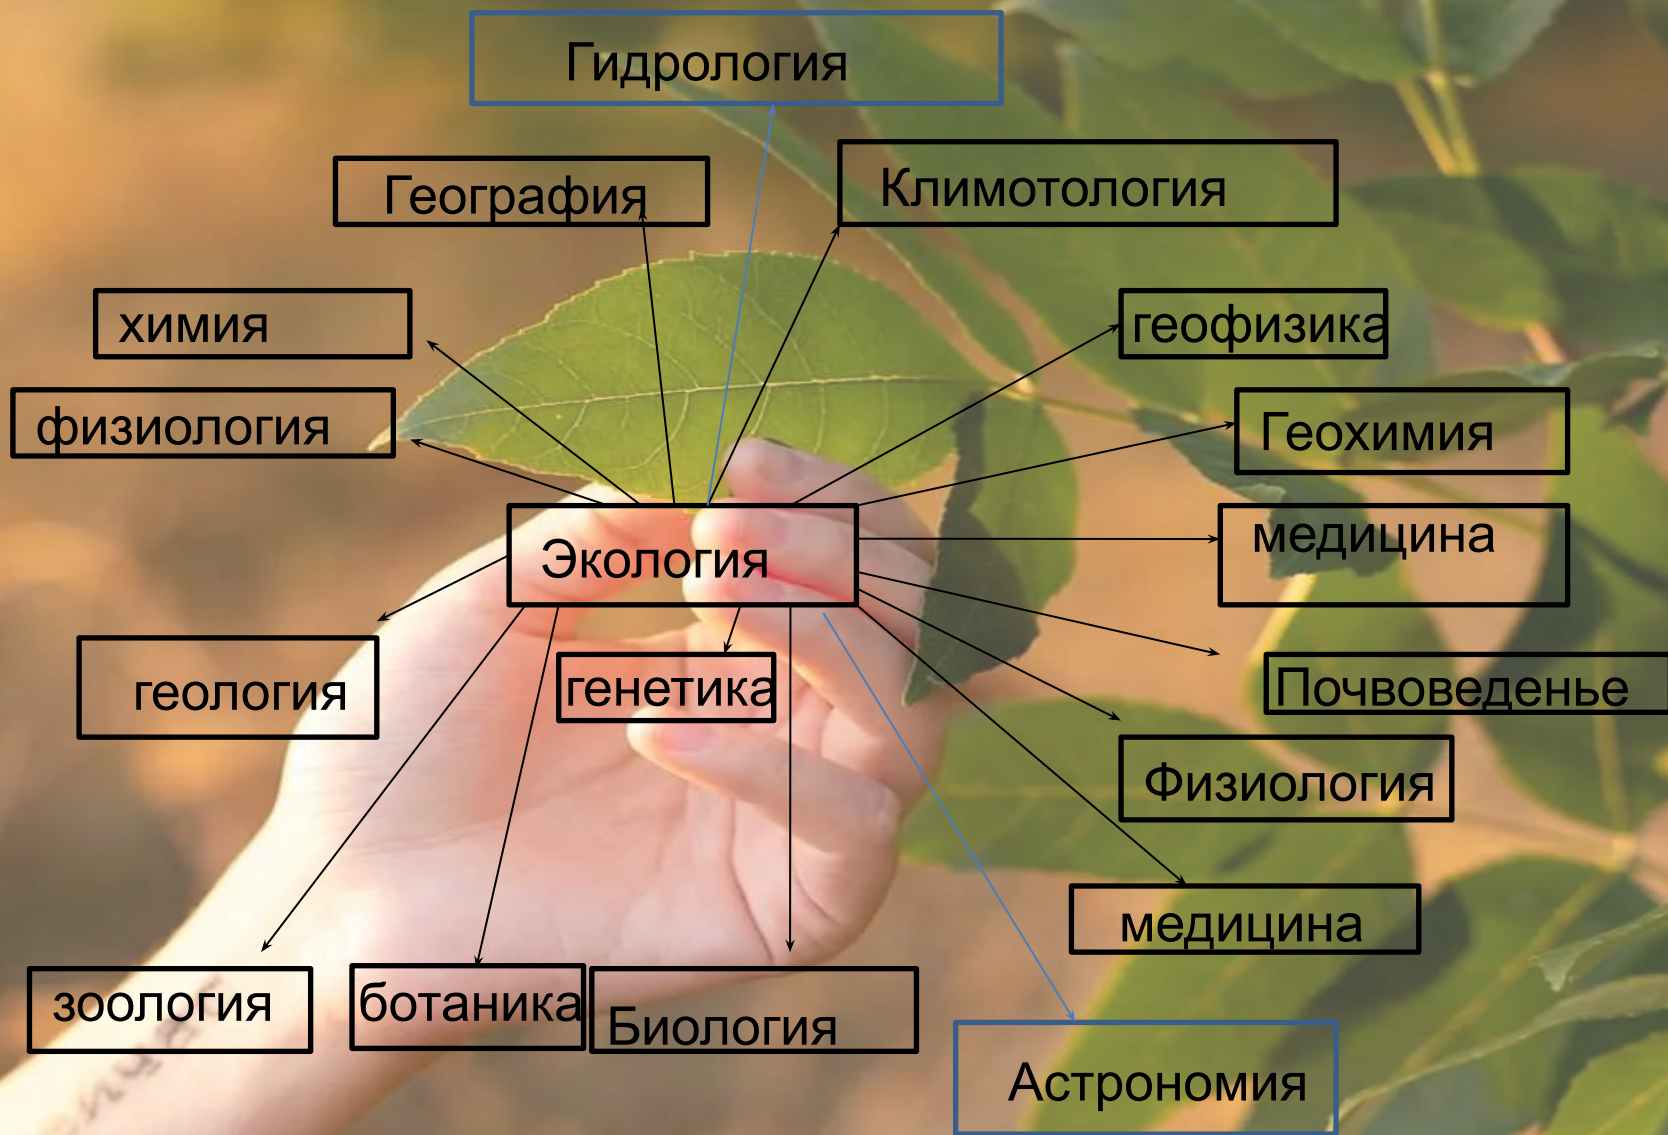 Гидрология
География
Климотология
химия
геофизика
физиология
Геохимия
Экология
медицина
геология
генетика
Почвоведенье
Физиология
медицина
зоология
ботаника
Биология
Астрономия